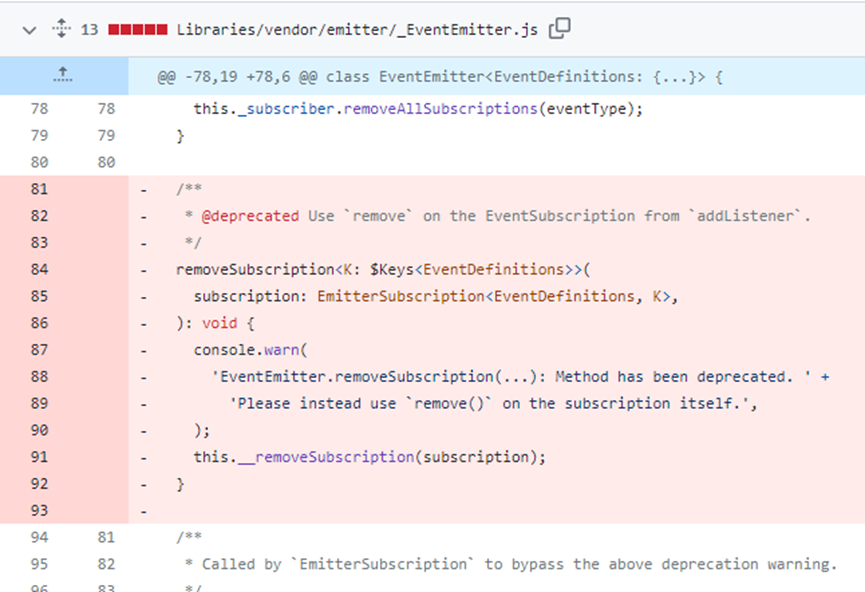 13 Libraries/vendor/emitter/_EventEmitter.js
@@ -78,19 +78,6 @@ class EventEmitter<EventDefinitions: {...}> {
78 78 this._subscriber.removeAllSubscriptions(eventType);
79 79 }
80 80
81 - /**
82 - * @deprecated Use `remove` on the EventSubscription from `addListener`.
83 - */
84 - removeSubscription<K: $Keys<EventDefinitions>>(
85 - subscription: EmitterSubscription<EventDefinitions, K>,
86 - ): void {
87 - console.warn(
88 - 'EventEmitter.removeSubscription(...): Method has been deprecated. ' +
89 - 'Please instead use `remove()` on the subscription itself.',
90 - );
91 - this.__removeSubscription(subscription);
92 - }
93 -
94 81 /**
95 82 * Called by `EmitterSubscription` to bypass the above deprecation warning.
96 83 */